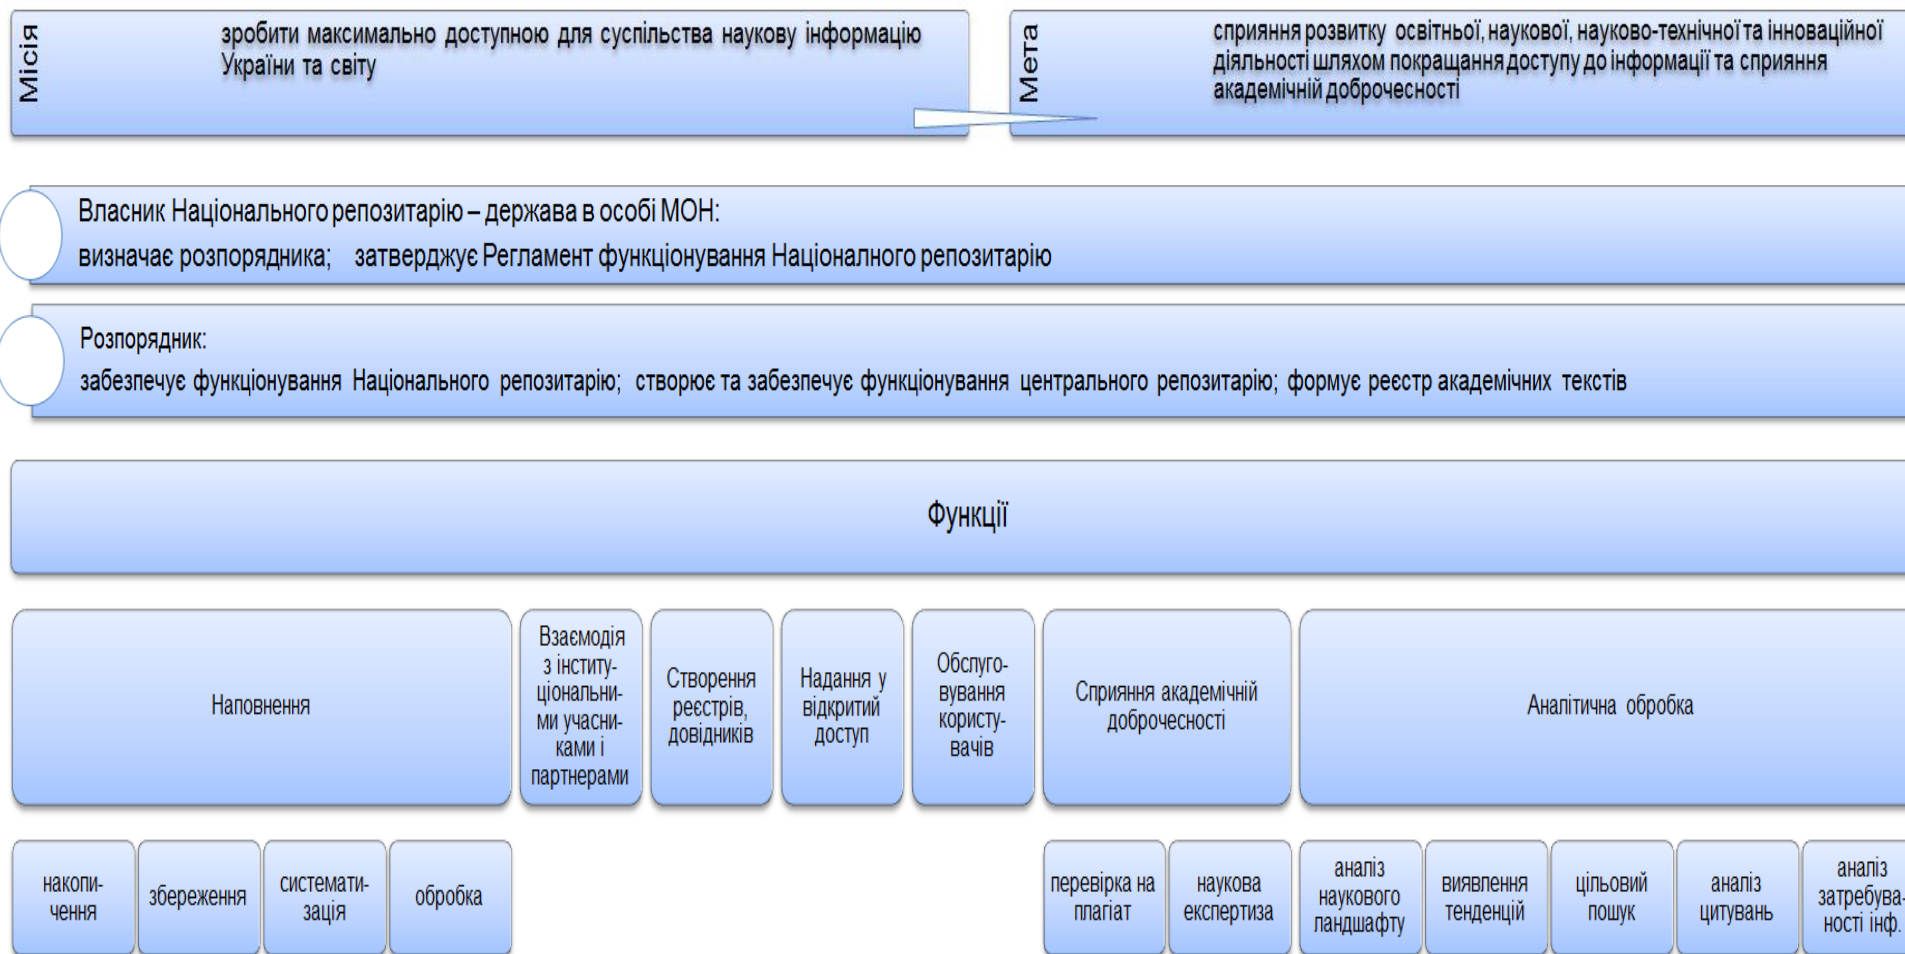 Місія
зробити максимально доступною для суспільства наукову інформацію
України та світу
Мета
сприяння розвитку освітньої, наукової, науково-технічної та інноваційної
діяльності шляхом покращання доступу до інформації та сприяння
академічній доброчесності
Власник Національного репозитарію – держава в особі МОН:
визначає розпорядника; затверджує Регламент функціонування Націоналного репозитарію
Розпорядник:
забезпечує функціонування Національного репозитарію; створює та забезпечує функціонування центрального репозитарію; формує реєстр академічних текстів
Функції
Наповнення
Взаємодія
з інститу-
ціональни-
ми учасни-
ками і
партнерами
Створення
реєстрів,
довідників
Надання у
відкритий
доступ
Обслуго-
вування
користу-
вачів
Сприяння академічній
доброчесності
Аналітична обробка
накопи-
чення
збереження
системати-
зація
обробка
перевірка на
плагіат
наукова
експертиза
аналіз
наукового
ландшафту
виявлення
тенденцій
цільовий
пошук
аналіз
цитувань
аналіз
затребува-
ності інф.